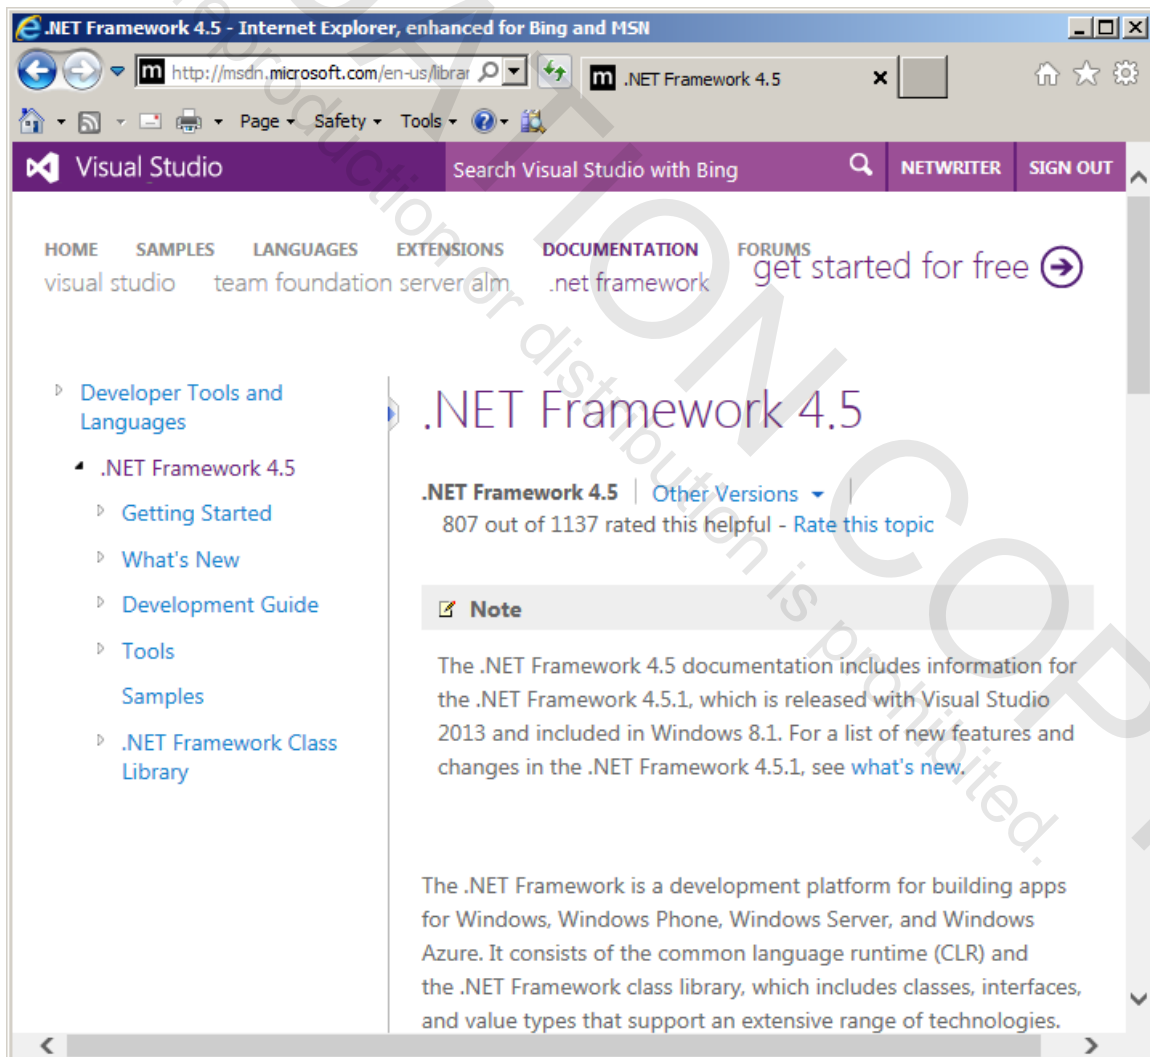 .NET Framework 4.5 - Internet Explorer, enhanced for Bing and MSN
http://msdn.microsoft.com/en-us/librar
.NET Framework 4.5
Page Safety Tools
Visual Studio
Search Visual Studio with Bing
NETWRITER
SIGN OUT
HOME SAMPLES LANGUAGES EXTENSIONS DOCUMENTATION FORUMS
visual studio team foundation server alm .net framework
get started for free
Developer Tools and
Languages
.NET Framework 4.5
Getting Started
What's New
Development Guide
Tools
Samples
.NET Framework Class
Library
.NET Framework 4.5
.NET Framework 4.5 | Other Versions
807 out of 1137 rated this helpful - Rate this topic
Note
The .NET Framework 4.5 documentation includes information for
the .NET Framework 4.5.1, which is released with Visual Studio
2013 and included in Windows 8.1. For a list of new features and
changes in the .NET Framework 4.5.1, see what's new.
The .NET Framework is a development platform for building apps
for Windows, Windows Phone, Windows Server, and Windows
Azure. It consists of the common language runtime (CLR) and
the .NET Framework class library, which includes classes, interfaces,
and value types that support an extensive range of technologies.
production or distribution is prohibited.